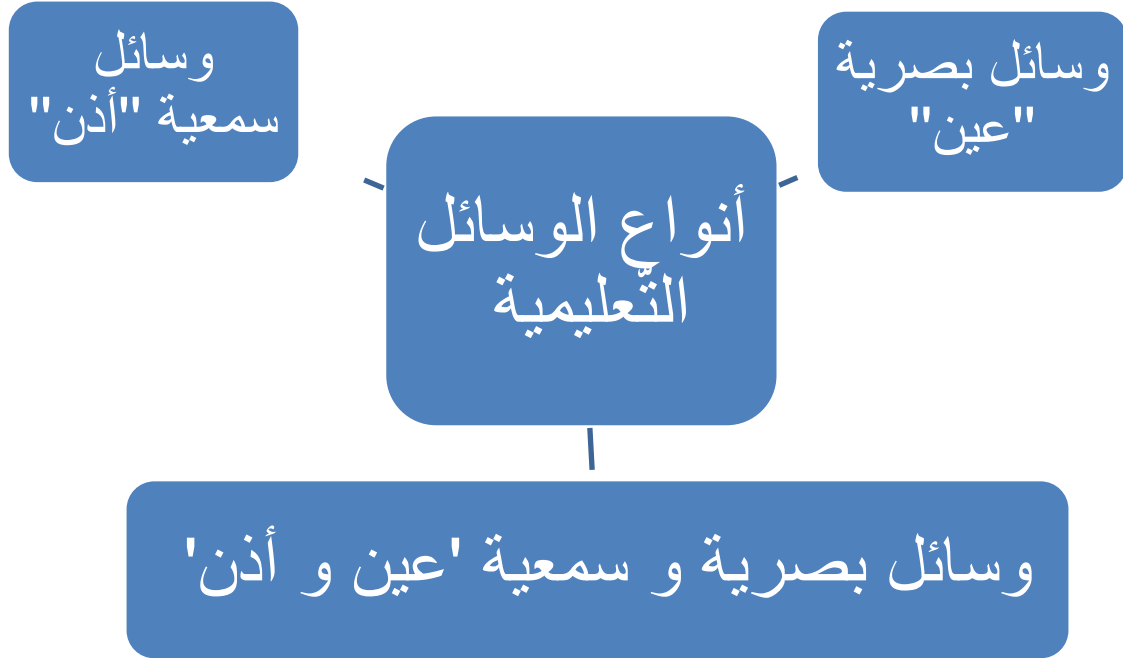 وسائل بصرية
"عين"
وسائل
سمعية "أذن"
أنواع الوسائل
التّعليمية
وسائل بصرية و سمعية 'عين و أذن'